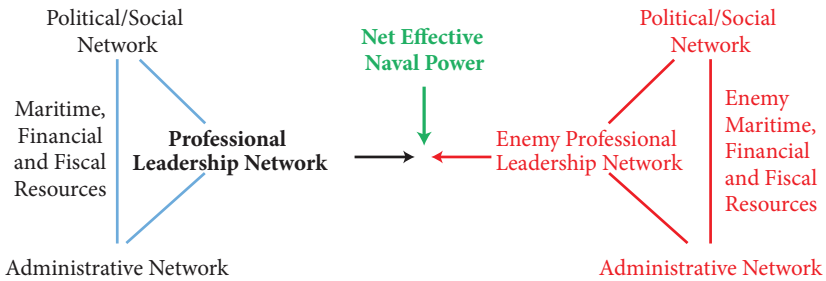 Political/Social
Network
Maritime,
Financial
and Fiscal
Resources
Professional
Leadership Network
Administrative Network
Net Effective
Naval Power
Political/Social
Network
Enemy Professional
Leadership Network
Enemy
Maritime,
Financial
and Fiscal
Resources
Administrative Network